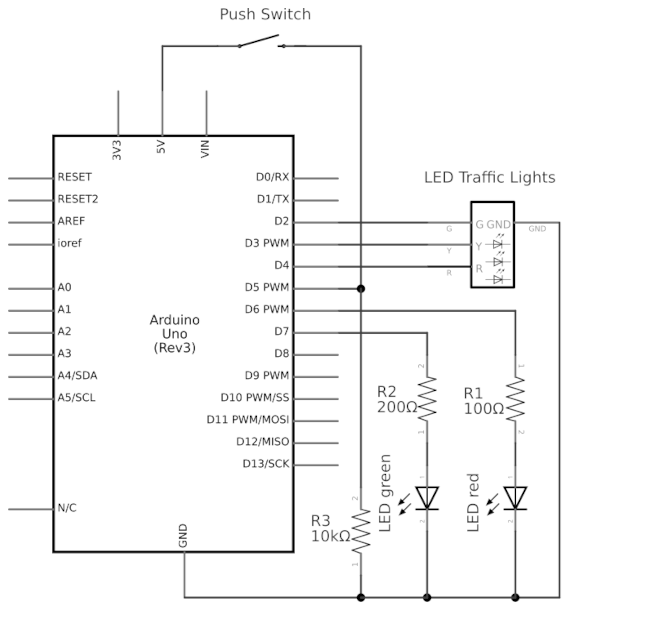 Push Switch
3V3
5V
VIN
RESET
RESET2
AREF
ioref
A0
A1
A2
A3
A4/SDA
A5/SCL
N/C
Arduino
Uno
(Rev3)
D0/RX
D1/TX
D2
D3 PWM
D4
D5 PWM
D6 PWM
D7
D8
D9 PWM
D10 PWM/SS
D11 PWM/MOSI
D12/MISO
D13/SCK
GND
LED Traffic Lights
G
Y
R
G GND
Y
R
GND
2
R2
200Ω
1
1
R1
100Ω
2
LED green
1
2
LED red
1
2
2
R3
10kΩ
1